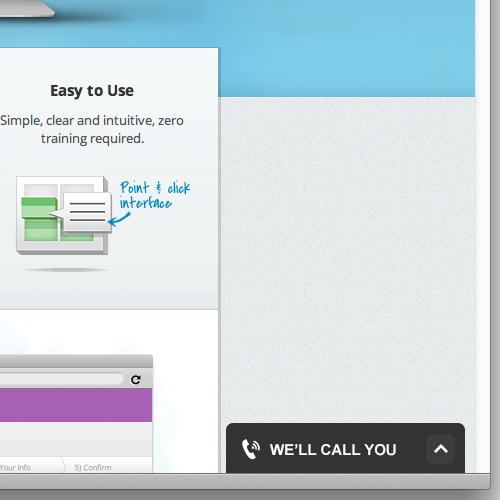 Easy to Use
Simple, clear and intuitive, zero
training required.
Point & click
interface
WE'LL CALL YOU
Your Info
5) Confirm